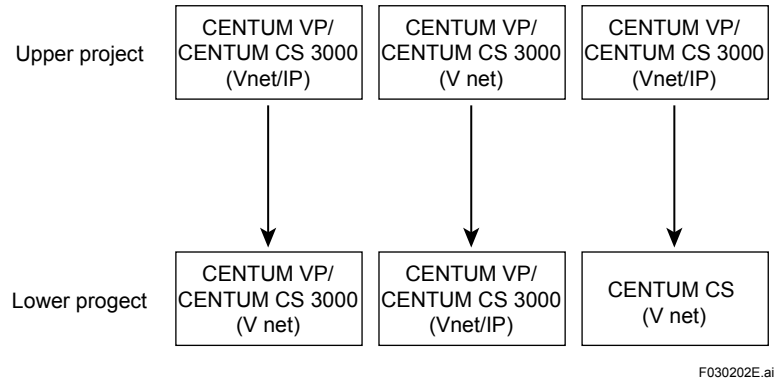 Upper project
CENTUM VP/
CENTUM CS 3000
(Vnet/IP)
CENTUM VP/
CENTUM CS 3000
(V net)
CENTUM VP/
CENTUM CS 3000
(Vnet/IP)
Lower progect
CENTUM VP/
CENTUM CS 3000
(V net)
CENTUM VP/
CENTUM CS 3000
(Vnet/IP)
CENTUM CS
(V net)
F030202E.ai